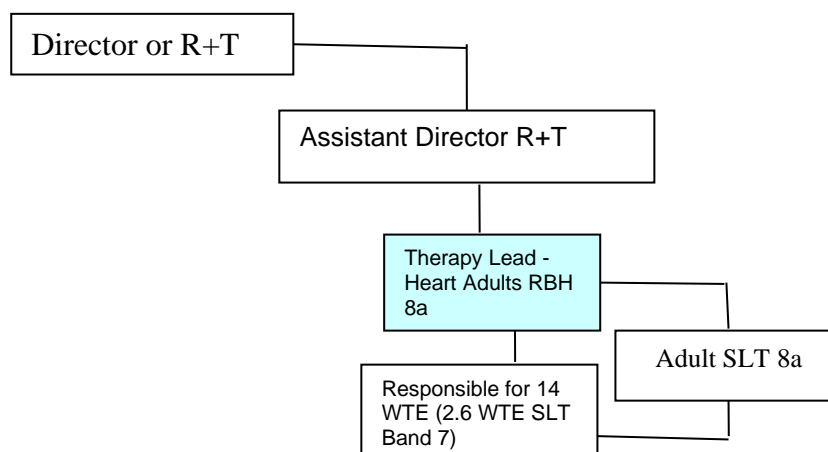 Director or R+T
Assistant Director R+T
Therapy Lead -
Heart Adults RBH
8a
Adult SLT 8a
Responsible for 14
WTE (2.6 WTE SLT
Band 7)